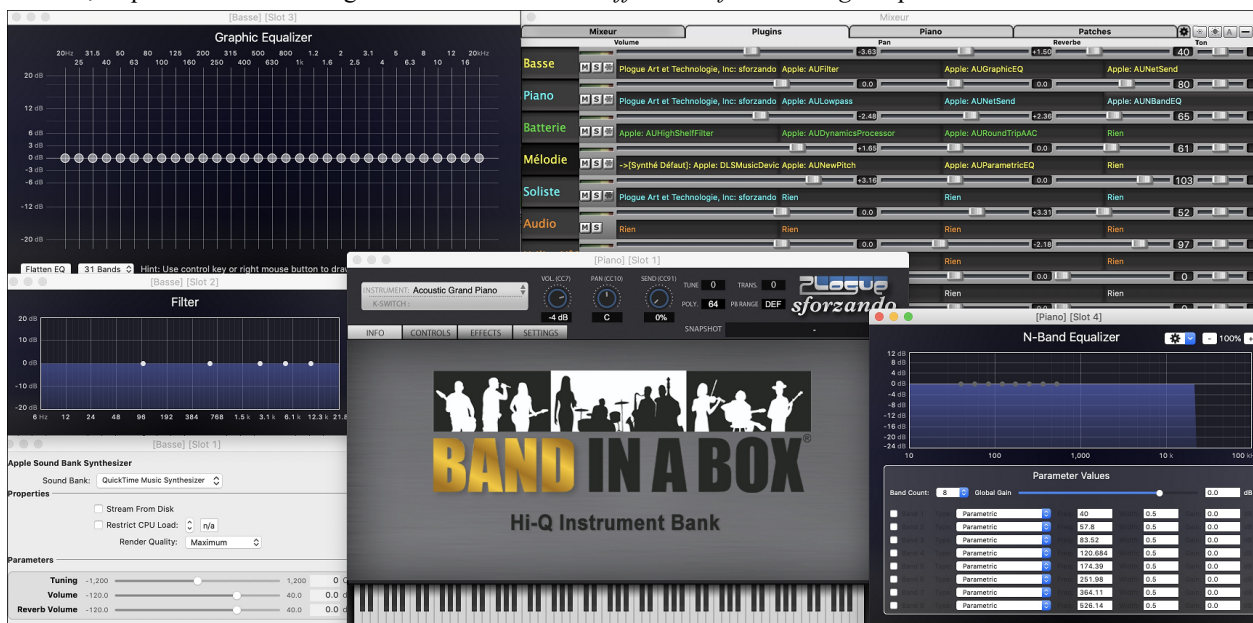 [Basse] [Slot 3]
Graphic Equalizer
20Hz 31.5 50 80 125 200 315 500 800 1.2 2 3.1 5 8 12 20kHz
25 40 63 100 160 250 400 630 1k 1.6 2.5 4 6.3 10 16
20 dB
12 dB
6 dB
3 dB
0 dB
-3 dB
-6 dB
-12 dB
-20 dB
Flatten EQ 31 Bands Hint: Use control key or right mouse button to
Mixeur
Mixeur Plugins Piano Patches
Volume Pan Reverbe Ton
-3.63 +1.50 40
Basse M S Plogue Art et Technologie, Inc: sforzando Apple: AUFilter Apple: AUGraphicEQ Apple: AUNetSend
0.0 0.0 80
Piano M S Plogue Art et Technologie, Inc: sforzando Apple: AULowpass Apple: AUNetSend Apple: AUNBandEQ
-2.48 +2.36 65
Batterie M S Apple: AUHighShelfFilter Apple: AUDynamicsProcessor Apple: AURoundTripAAC Rien
+1.65 0.0 61
Mélodie M S ->[Synthé Défaut]: Apple: DLSMusicDevic Apple: AUNewPitch Apple: AUParametricEQ Rien
+3.16 0.0 103
Soliste M S Plogue Art et Technologie, Inc: sforzando Rien Rien Rien
0.0 +3.31 52
Audio M S Rien Rien Rien Rien
0.0 -2.18 97
Rien Rien
0.0 0
Rien Rien
[Basse] [Slot 2]
Filter
20 dB
10 dB
0 dB
-10 dB
-20 dB
6 Hz 12 24 48 96 192 384 768 1.5 k 3.1 k 6.1 k 12.3 k 21.8
[Basse] [Slot 1]
Apple Sound Bank Synthesizer
Sound Bank: QuickTime Music Synthesizer
Properties
Stream From Disk
Restrict CPU Load: n/a
Render Quality: Maximum
Parameters
Tuning -1,200 1,200 0
Volume -120.0 40.0 0.0
Reverb Volume -120.0 40.0 0.0
[Piano] [Slot 1]
INSTRUMENT: Acoustic Grand Piano
K-SWITCH :
VOL. (CC7) PAN (CC10) SEND (CC91)
-4 dB C 0%
TUNE 0 TRANS. 0
POLY. 64 PB RANGE DEF
PLOGUE
sforzando
SNAPSHOT -
INFO CONTROLS EFFECTS SETTINGS
BAND IN A BOX®
Hi-Q Instrument Bank
[Piano] [Slot 4]
N-Band Equalizer
- 100% +
12 dB
8 dB
4 dB
0 dB
-4 dB
-8 dB
-12 dB
-16 dB
-20 dB
-24 dB
10 100 1,000 10 k 100 k
Parameter Values
Band Count: 8 Global Gain 0.0 dB
Parametric 40 0.5 0.0
Parametric 57.8 0.5 0.0
Parametric 83.52 0.5 0.0
Parametric 120.684 0.5 0.0
Parametric 174.39 0.5 0.0
Parametric 251.98 0.5 0.0
Parametric 364.11 0.5 0.0
Parametric 526.14 0.5 0.0